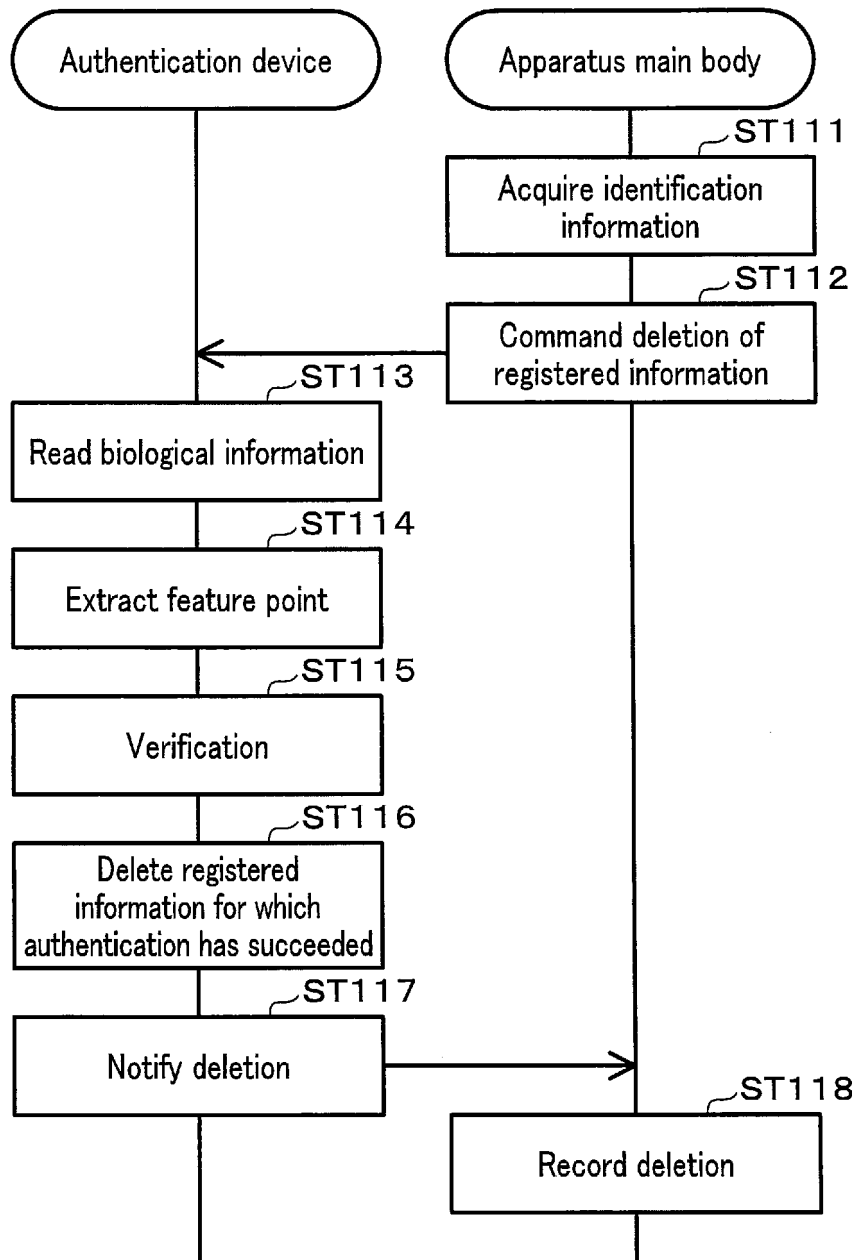 Authentication device
Apparatus main body
ST111
Acquire identification
information
ST112
Command deletion of
registered information
ST113
Read biological information
ST114
Extract feature point
ST115
Verification
ST116
Delete registered
information for which
authentication has succeeded
ST117
Notify deletion
ST118
Record deletion